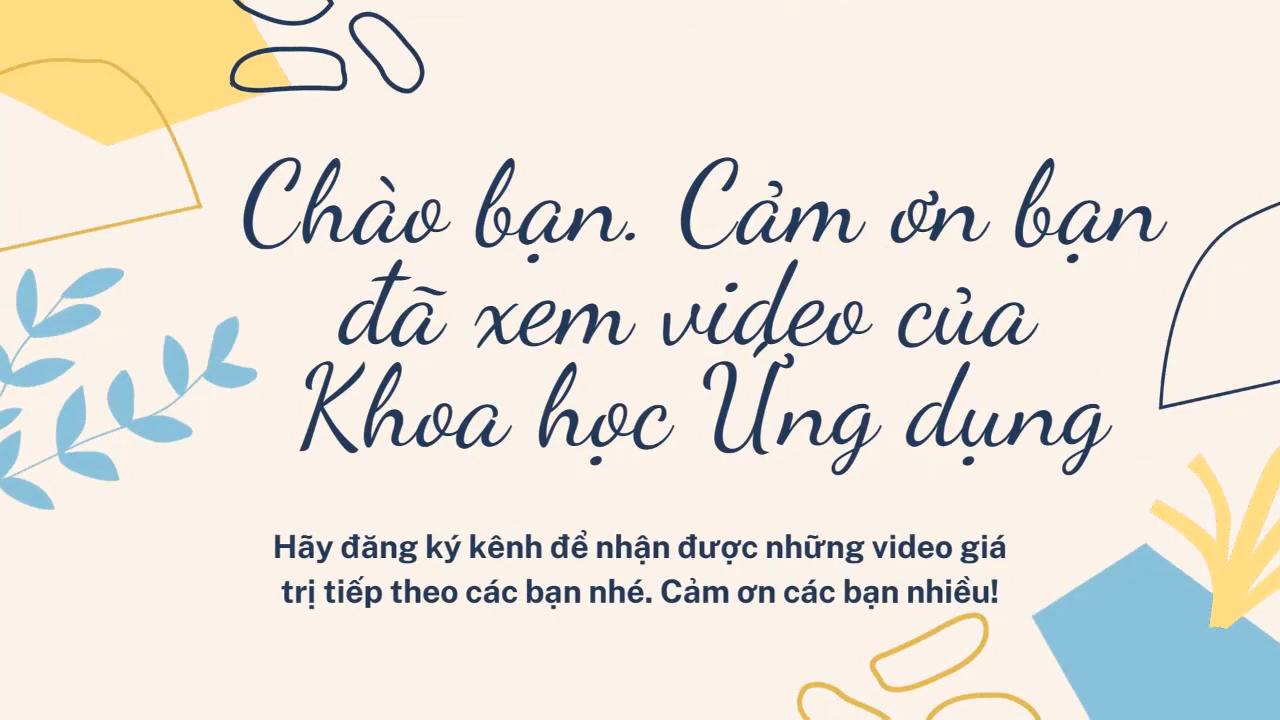 Chào bạn. Cảm ơn bạn
đã xem video của
Khoa học Ứng dụng
Hãy đăng ký kênh để nhận được những video giá
trị tiếp theo các bạn nhé. Cảm ơn các bạn nhiều!